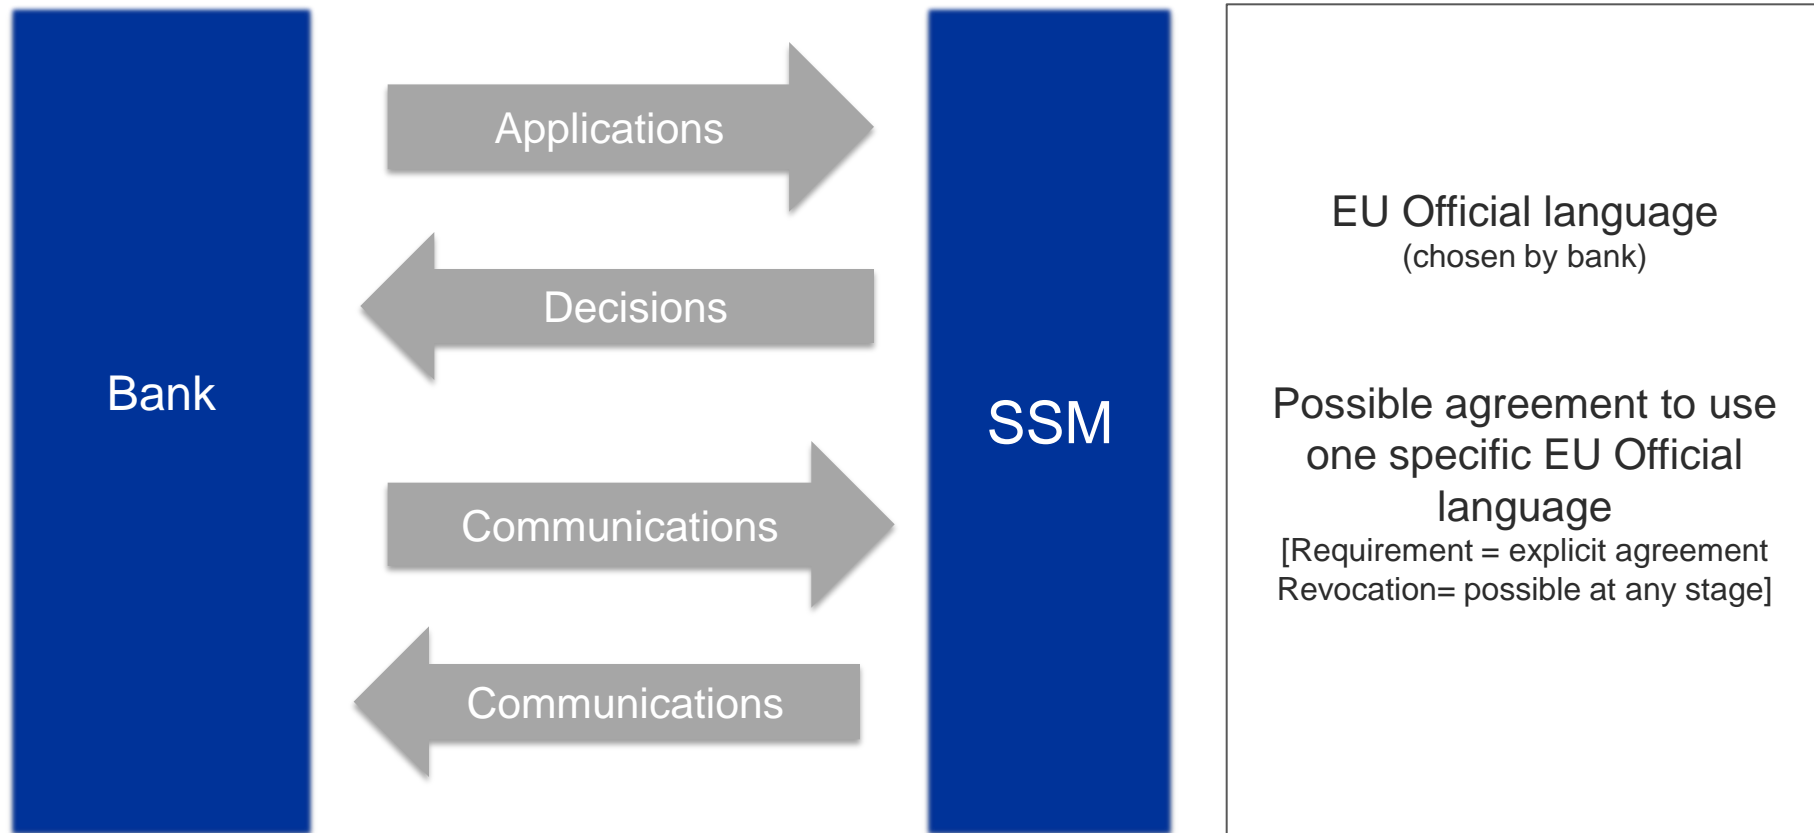 Bank
Applications
Decisions
Communications
Communications
SSM
EU Official language
(chosen by bank)
Possible agreement to use
one specific EU Official
language
[Requirement = explicit agreement
Revocation= possible at any stage]